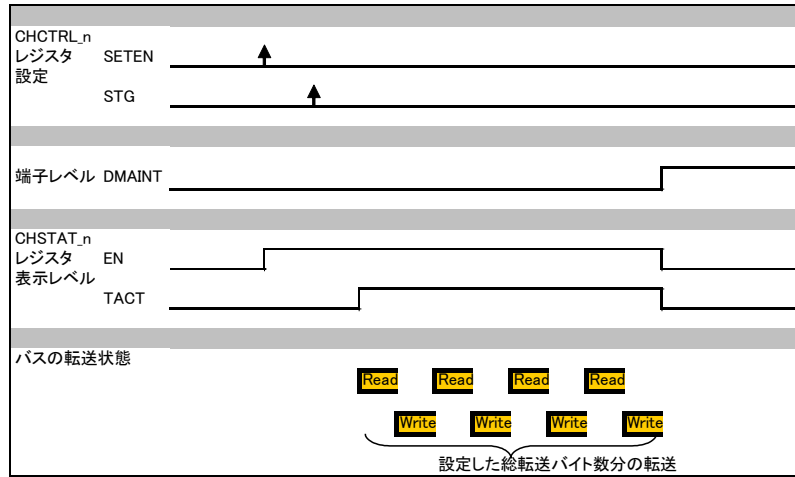 CHCTRL_n
レジスタ SETEN
設定
STG
端子レベル DMAINT
CHSTAT_n
レジスタ EN
表示レベル
TACT
バスの転送状態
Read Read Read Read
Write Write Write Write
設定した総転送バイト数分の転送